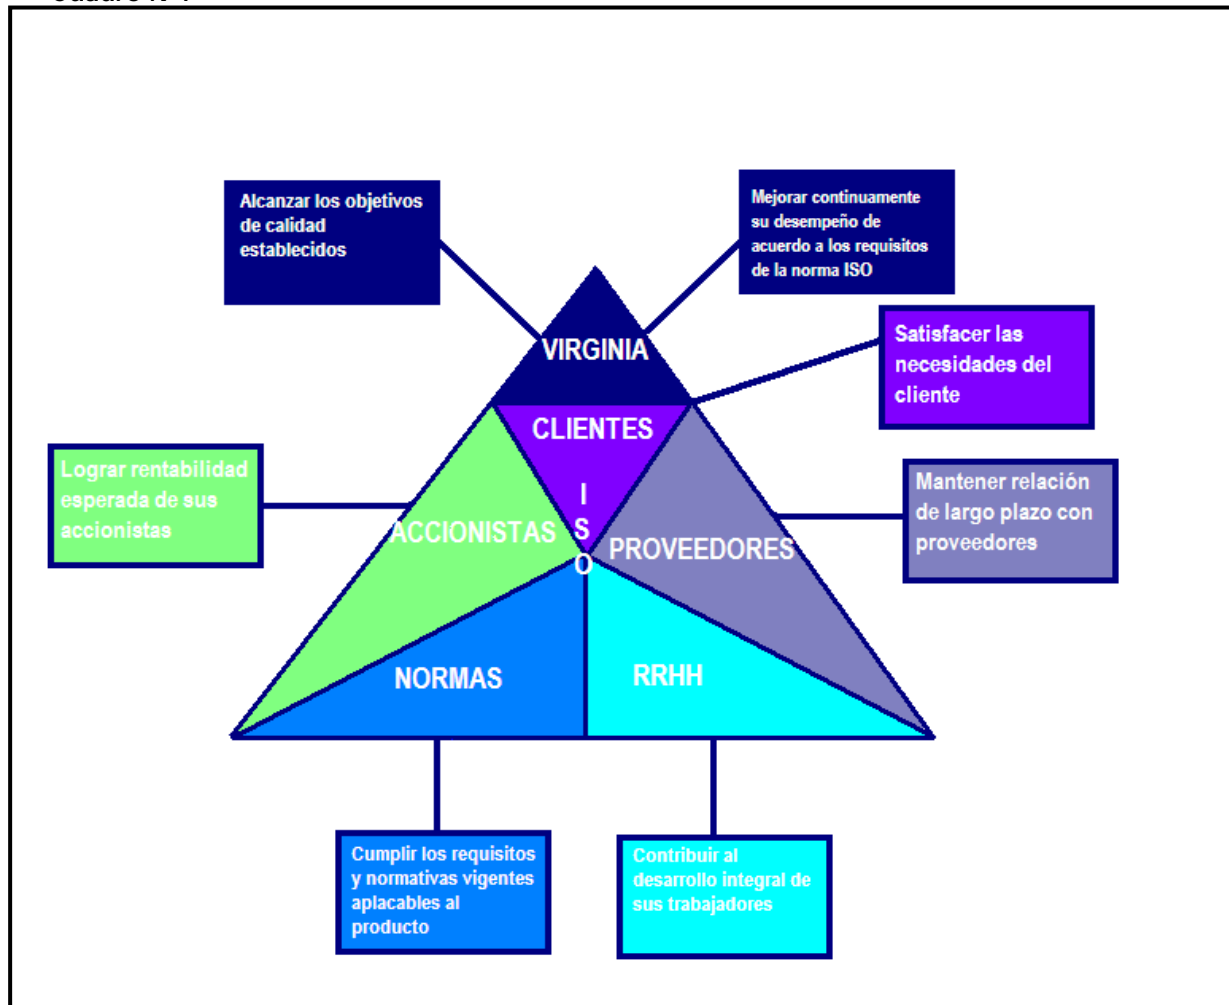 Alcanzar los objetivos
de calidad
establecidos
Mejorar continuamente
su desempeño de
acuerdo a los requisitos
de la norma ISO
VIRGINIA
Satisfacer las
necesidades del
cliente
CLIENTES
Lograr rentabilidad
esperada de sus
accionistas
Mantener relación
de largo plazo con
proveedores
I
S
O
ACCIONISTAS
PROVEEDORES
NORMAS
RRHH
Cumplir los requisitos
y normativas vigentes
aplacables al
producto
Contribuir al
desarrollo integral de
sus trabajadores